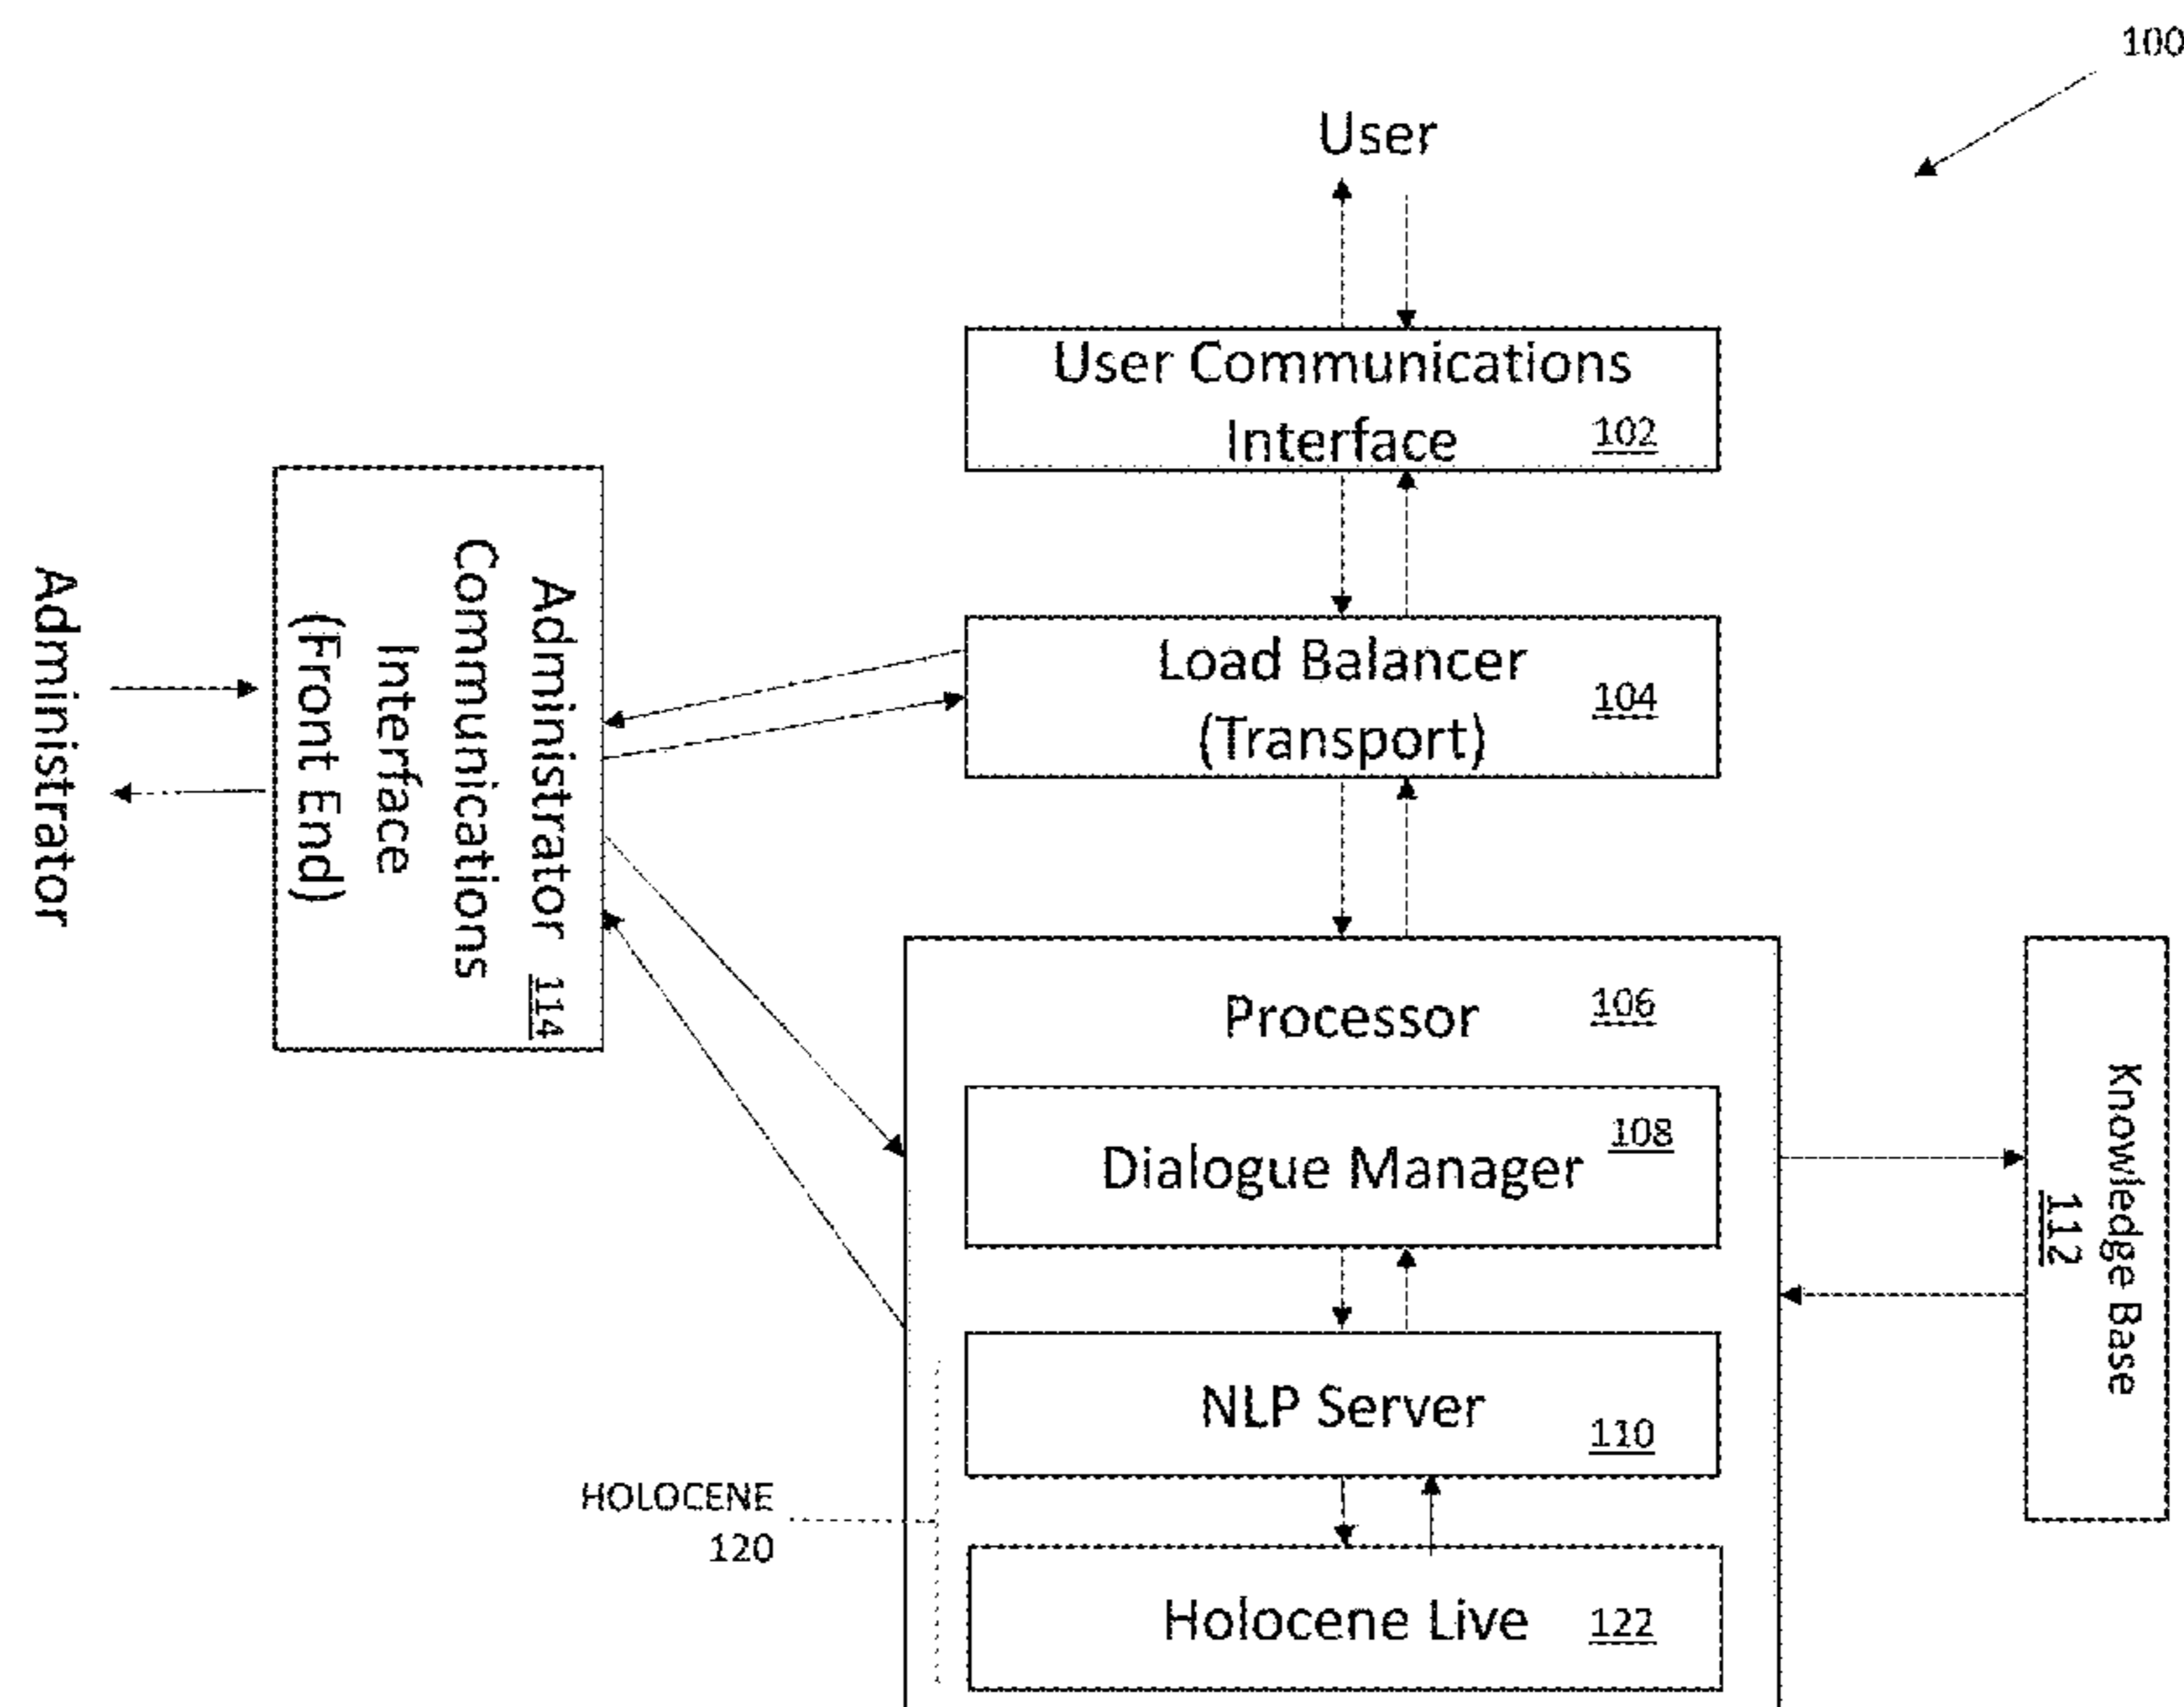 100
User
User Communications
Interface 102
Load Balancer
104
(Transport)
Administrator 114
Communications
Interface
(Front End)
Administrator
Processor 106
108
Dialogue Manager
NLP Server
110
HOLOCENE
120
Holocene Live 122
Knowledge Base
112